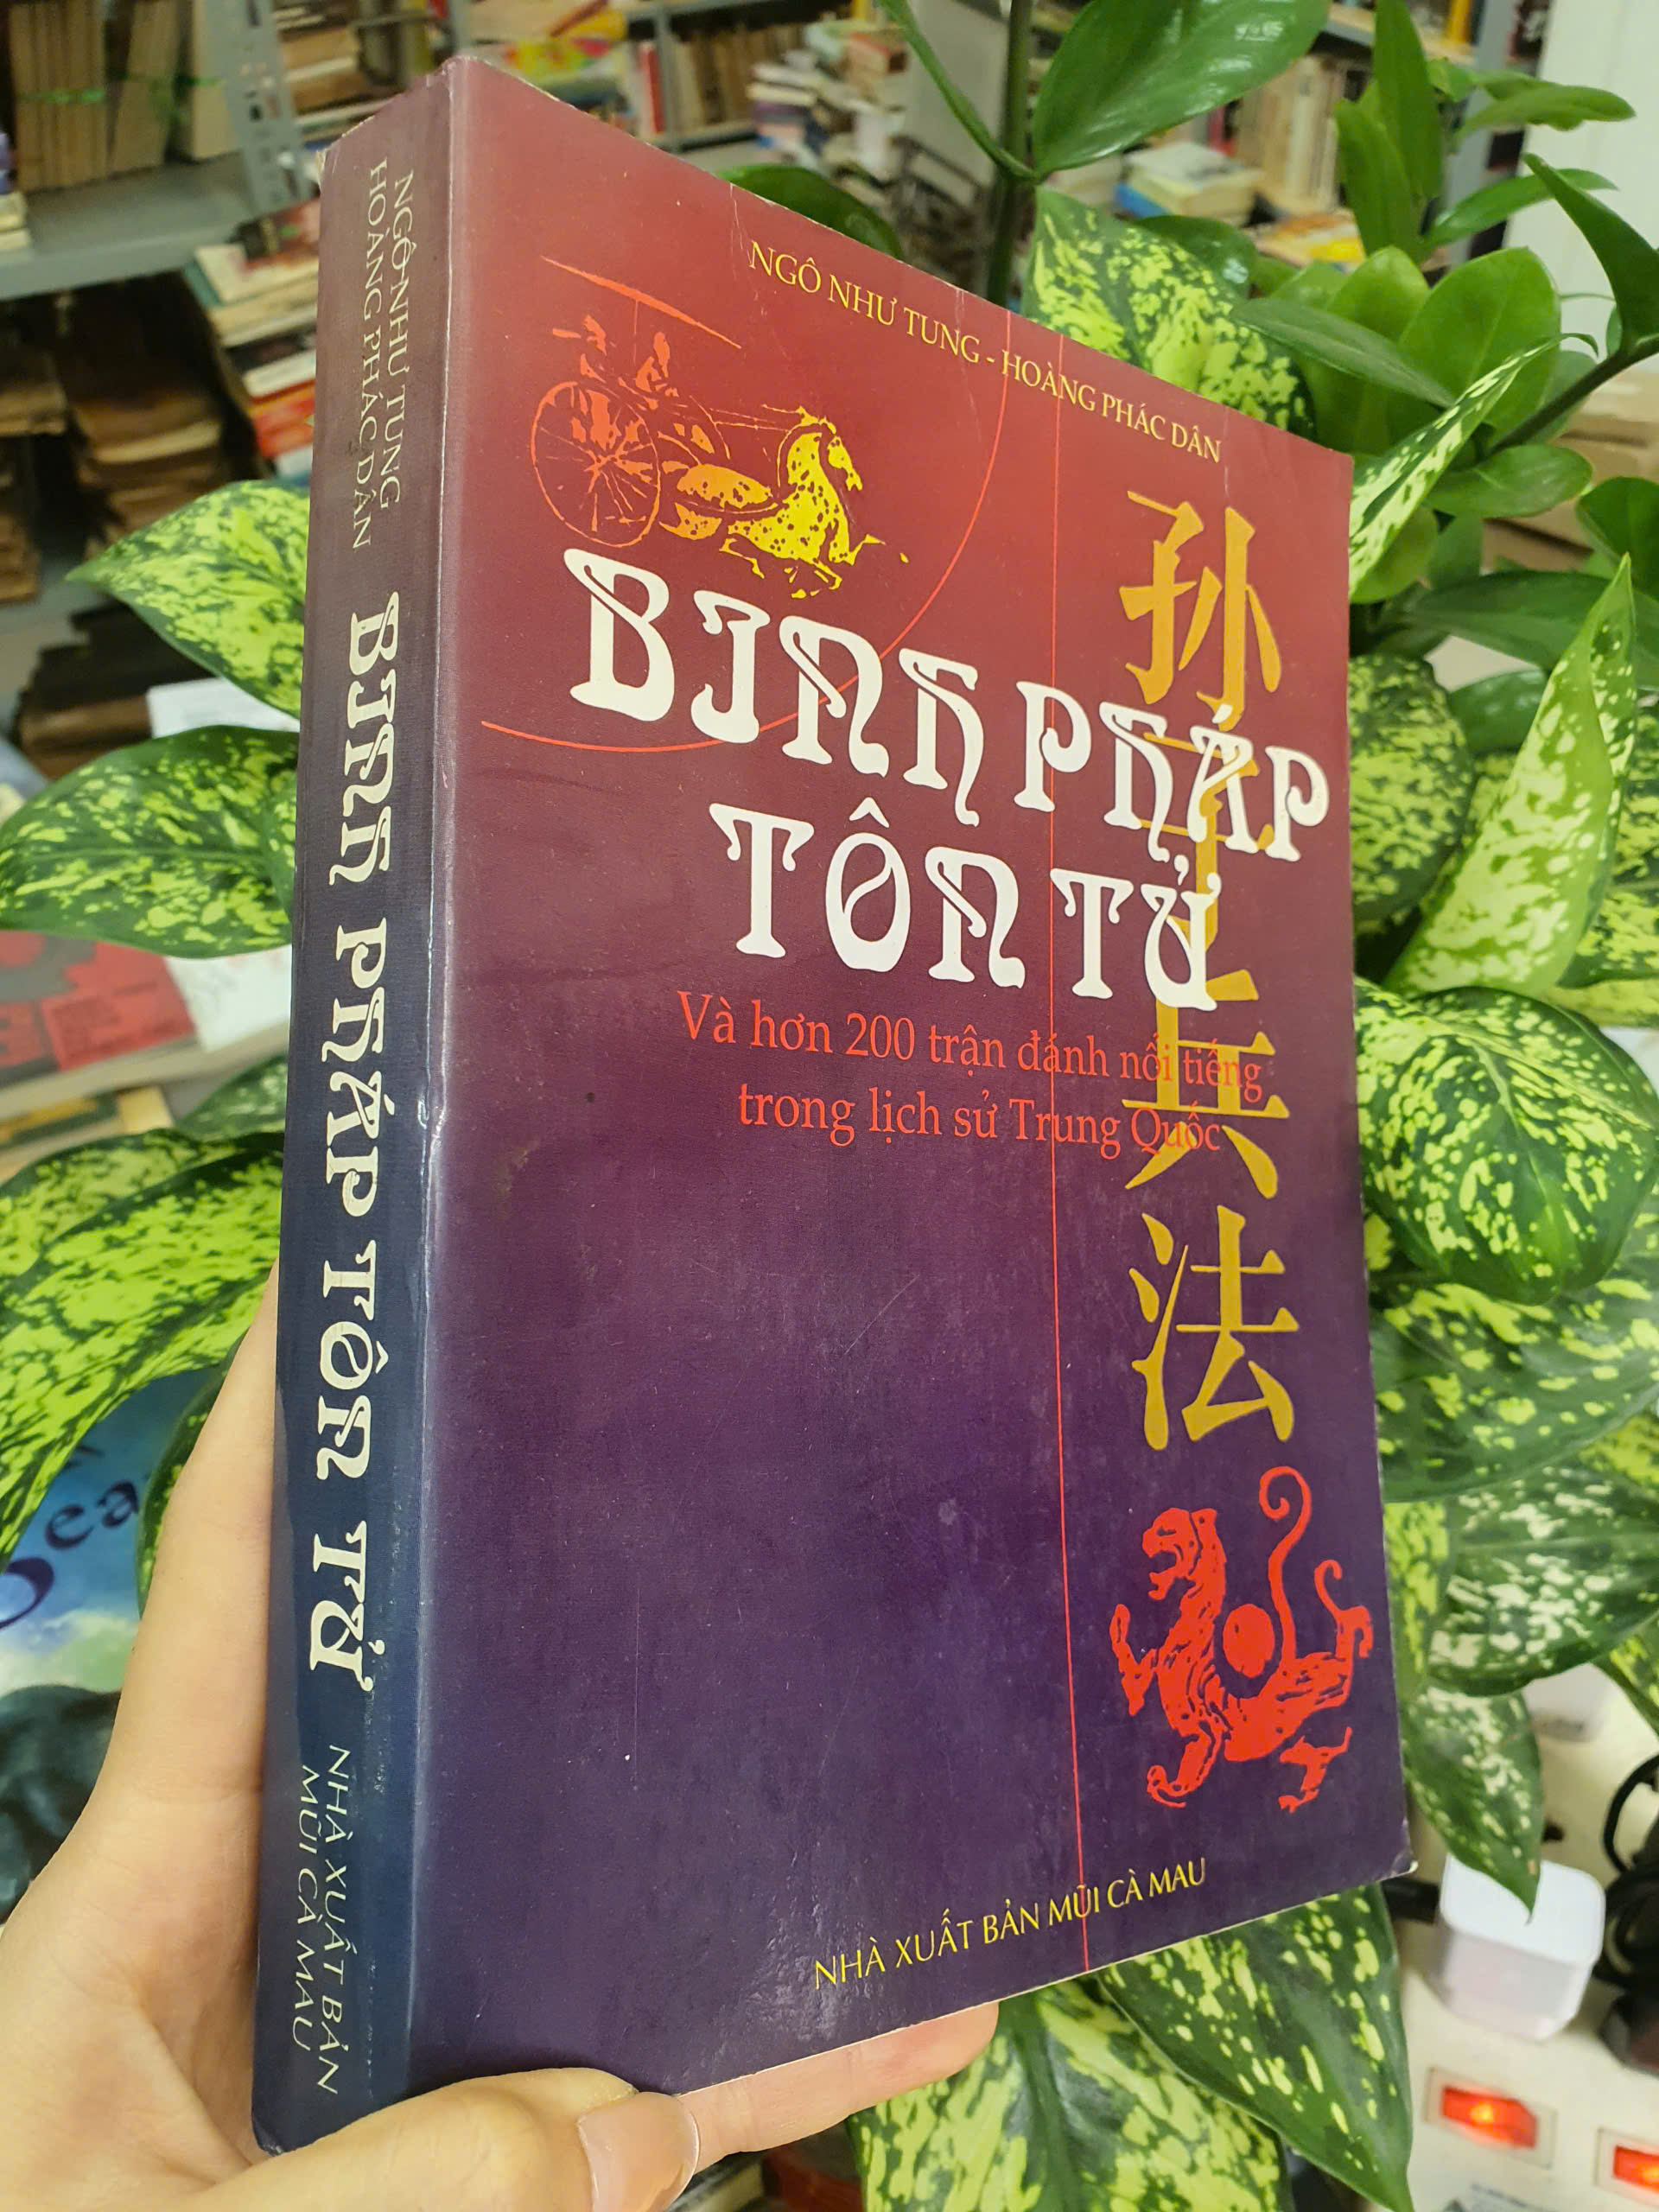 NGÔ NHƯ TUNG - HOÀNG PHÁC DÂN
BINH PHÁP
TÔN TỬ
Và hơn 200 trận đánh nổi tiếng
trong lịch sử Trung Quốc
孙子兵法
NHÀ XUẤT BẢN MŨI CÀ MAU
NGÔ NHƯ TUNG
HOÀNG PHÁC DÂN
BINH PHÁP TÔN TỬ
NHÀ XUẤT BẢN
MŨI CÀ MAU